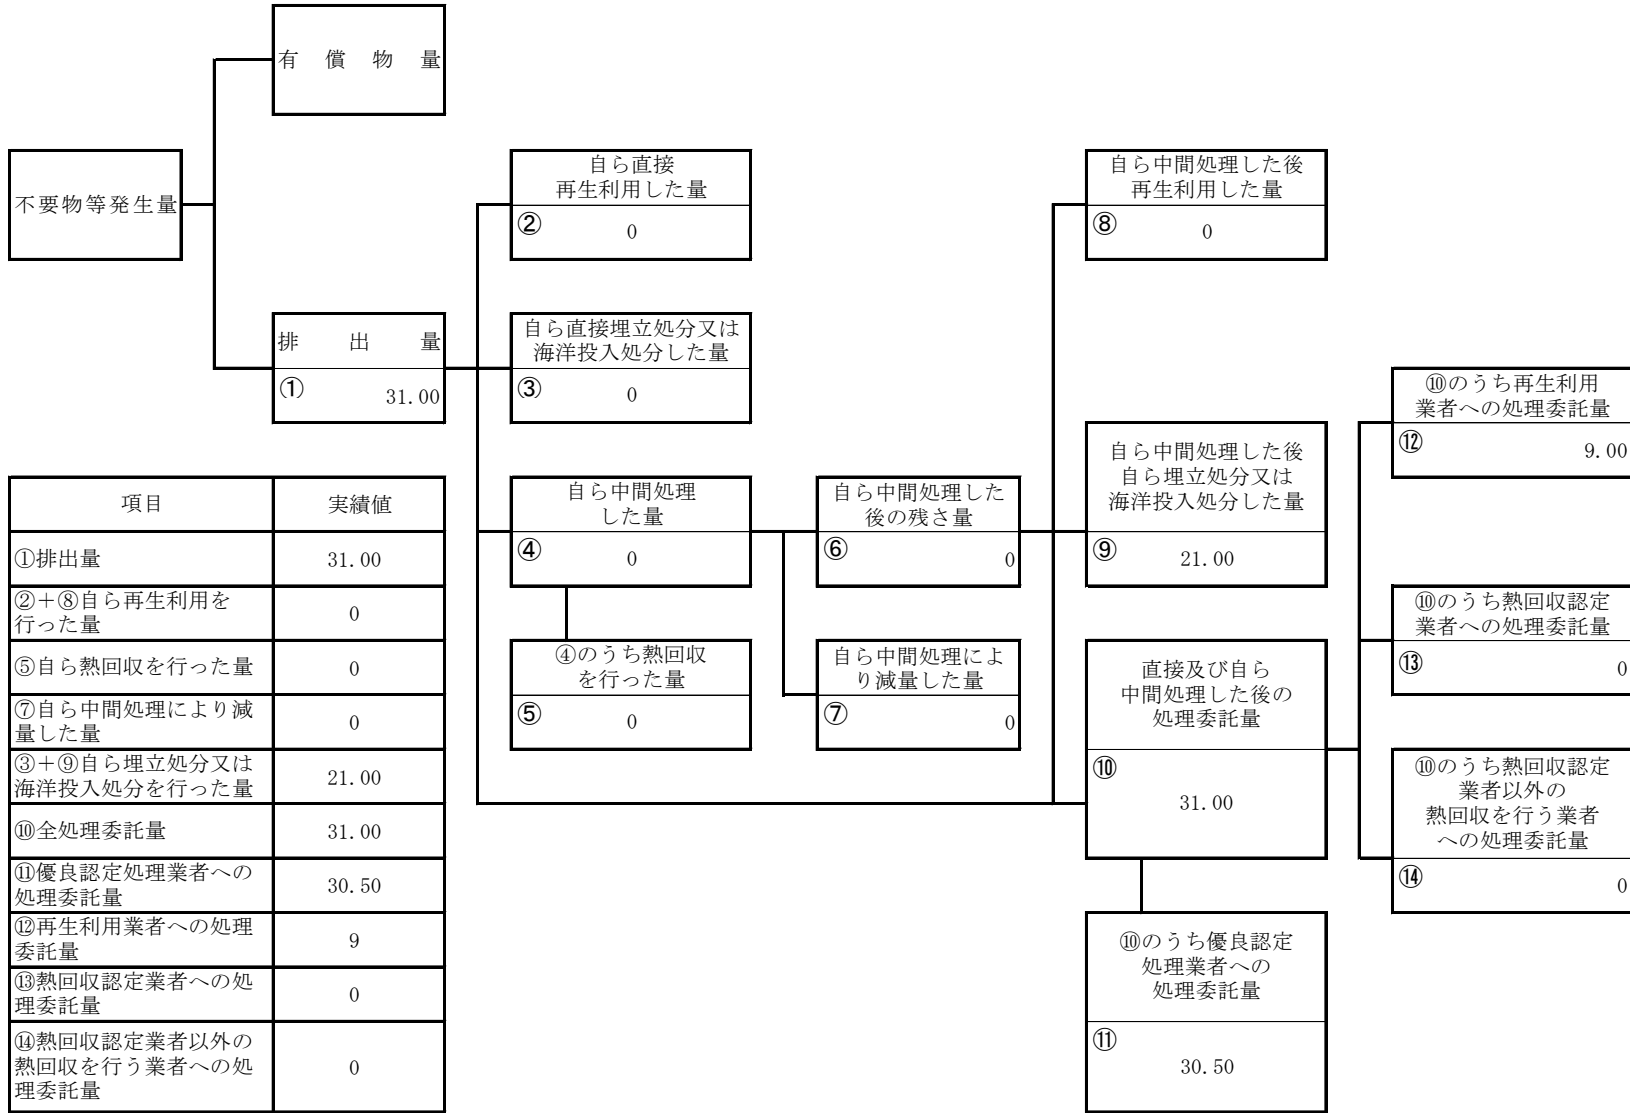 有償物量
不要物等発生量
排出量
① 31.00
自ら直接
再生利用した量
② 0
自ら直接埋立処分又は
海洋投入処分した量
③ 0
自ら中間処理
した量
④ 0
④のうち熱回収
を行った量
⑤ 0
自ら中間処理した
後の残さ量
⑥ 0
自ら中間処理によ
り減量した量
⑦ 0
自ら中間処理した後
再生利用した量
⑧ 0
自ら中間処理した後
自ら埋立処分又は
海洋投入処分した量
⑨ 21.00
直接及び自ら
中間処理した後の
処理委託量
⑩
31.00
⑩のうち優良認定
処理業者への
処理委託量
⑪
30.50
⑩のうち再生利用
業者への処理委託量
⑫ 9.00
⑩のうち熱回収認定
業者への処理委託量
⑬ 0
⑩のうち熱回収認定
業者以外の
熱回収を行う業者
への処理委託量
⑭ 0
項目 実績値
①排出量 31.00
②+⑧自ら再生利用を
行った量 0
⑤自ら熱回収を行った量 0
⑦自ら中間処理により減
量した量 0
③+⑨自ら埋立処分又は
海洋投入処分を行った量 21.00
⑩全処理委託量 31.00
⑪優良認定処理業者への
処理委託量 30.50
⑫再生利用業者への処理
委託量 9
⑬熱回収認定業者への処
理委託量 0
⑭熱回収認定業者以外の
熱回収を行う業者への処
理委託量 0